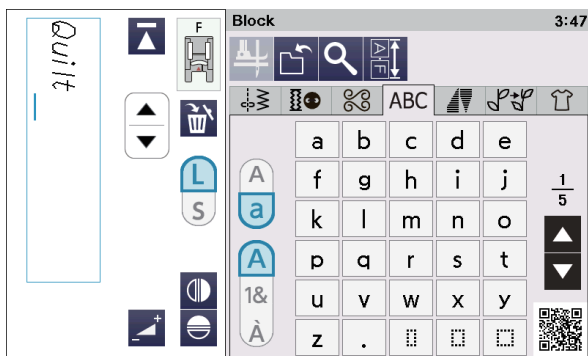 Quilt
F
L
S
Block 3:47
A
F
ABC
A
a
A
1&
À
a b c d e
f g h i j
k l m n o
p q r s t
u v w x y
z .
1
5